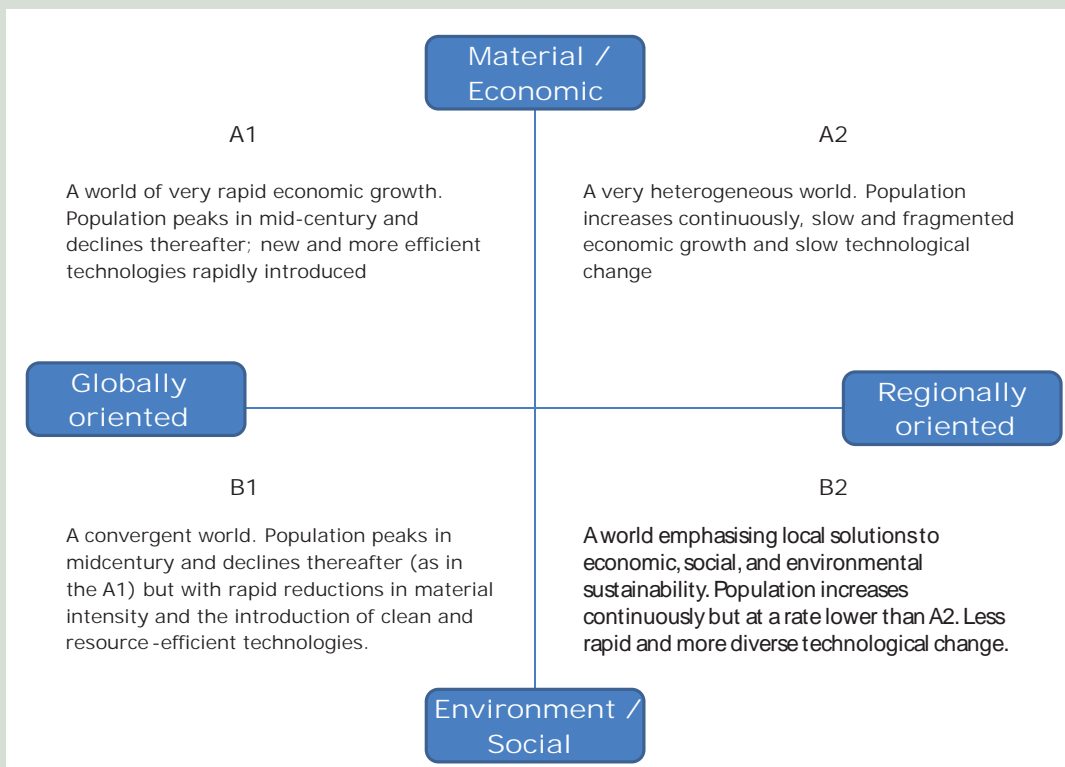 Material /
Economic
A1
A world of very rapid economic growth.
Population peaks in mid-century and
declines thereafter; new and more efficient
technologies rapidly introduced
A2
A very heterogeneous world. Population
increases continuously, slow and fragmented
economic growth and slow technological
change
Globally
oriented
Regionally
oriented
B1
A convergent world. Population peaks in
midcentury and declines thereafter (as in
the A1) but with rapid reductions in material
intensity and the introduction of clean and
resource-efficient technologies.
B2
A world emphasising local solutions to
economic, social, and environmental
sustainability. Population increases
continuously but at a rate lower than A2. Less
rapid and more diverse technological change.
Environment /
Social